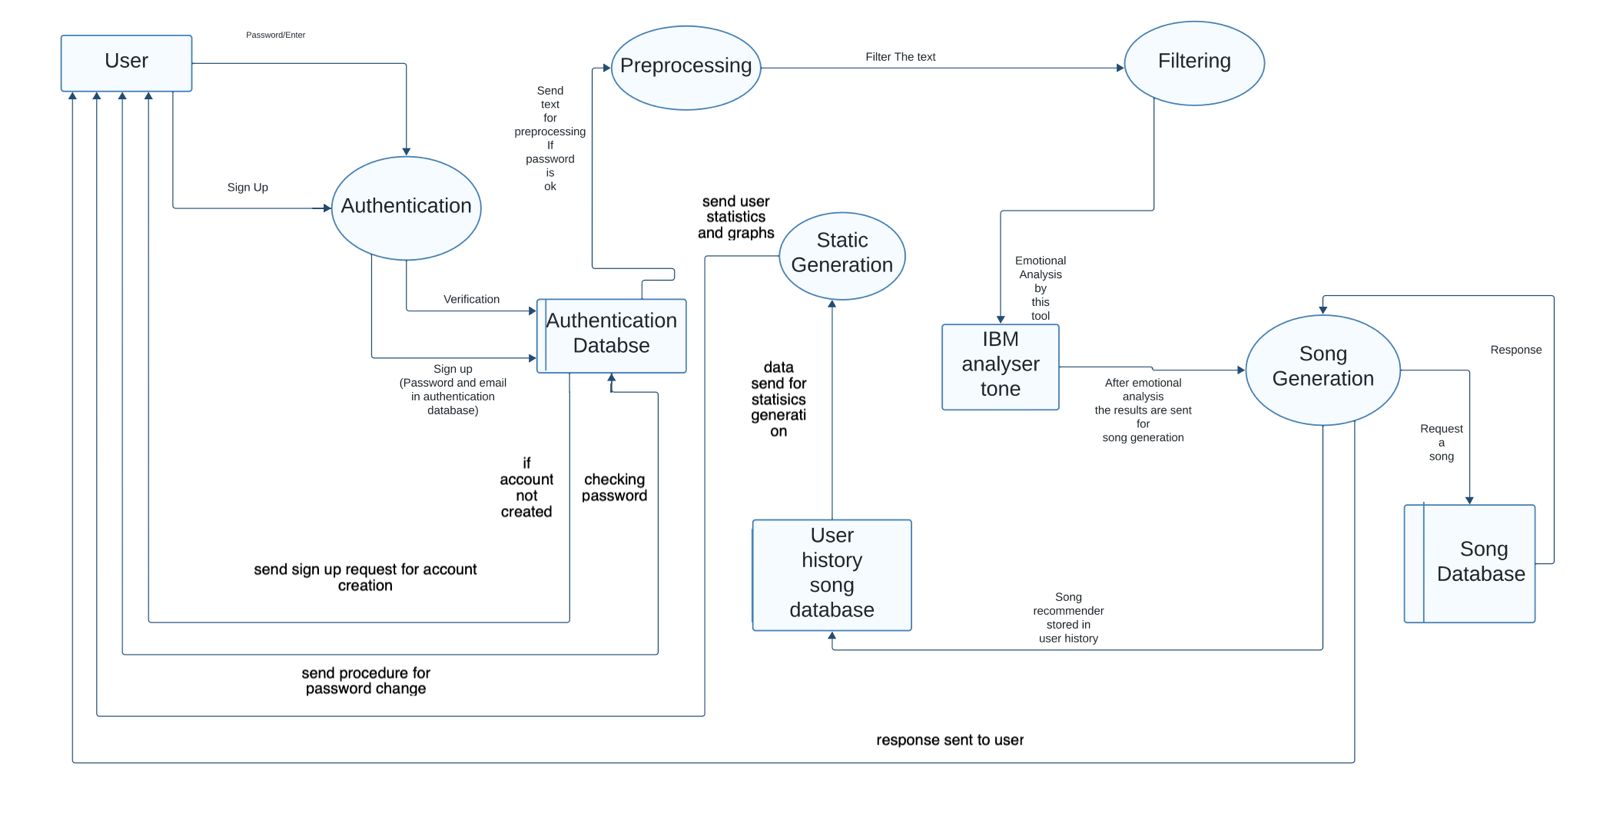 Password/Enter
User
Preprocessing
Filter The text
Filtering
Send
text
for
preprocessing
If
password
is
ok
Sign Up
Authentication
send user
statistics
and graphs
Static
Generation
Emotional
Analysis
by
this
tool
Verification
Authentication
Databse
IBM
analyser
tone
Song
Generation
Response
Sign up
(Password and email
in authentication
database)
data
send for
statisics
generati
on
After emotional
analysis
the results are sent
for
song generation
Request
a
song
if
account
not
created
checking
password
User
history
song
database
Song
Database
send sign up request for account
creation
Song
recommender
stored in
user history
send procedure for
password change
response sent to user